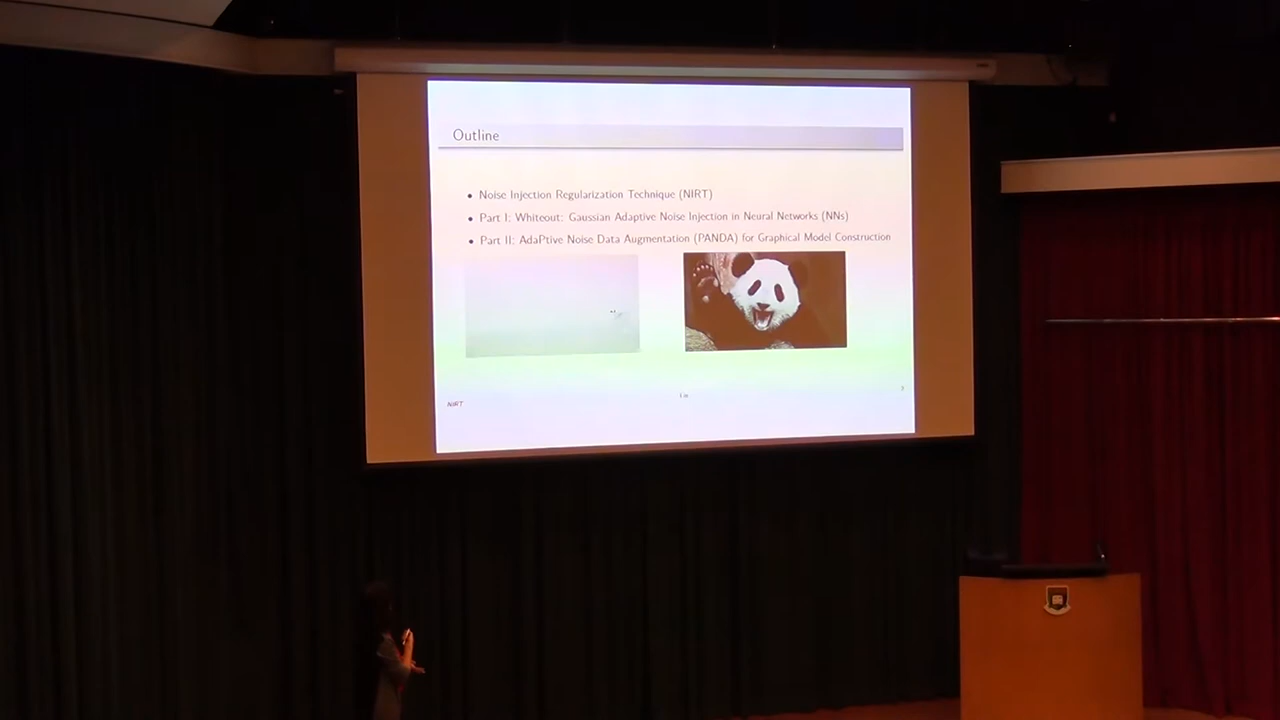 Outline
• Noise Injection Regularization Technique (NIRT)
• Part I: Whiteout: Gaussian Adaptive Noise Injection in Neural Networks (NNs)
• Part II: AdaPtive Noise Data Augmentation (PANDA) for Graphical Model Construction
NIRT